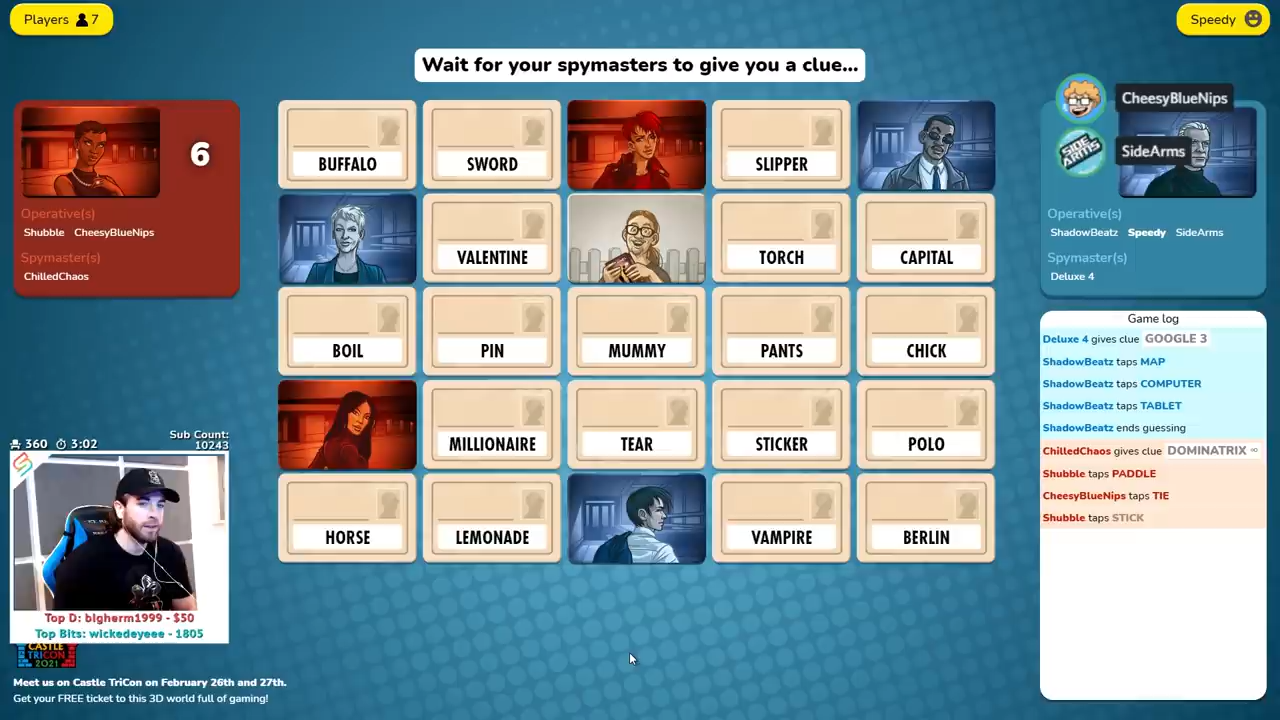 Players 7
Speedy
Wait for your spymasters to give you a clue...
6
Operative(s)
Shubble CheesyBlueNips
Spymaster(s)
ChilledChaos
BUFFALO
SWORD
SLIPPER
VALENTINE
TORCH
CAPITAL
BOIL
PIN
MUMMY
PANTS
CHICK
MILLIONAIRE
TEAR
STICKER
POLO
HORSE
LEMONADE
VAMPIRE
BERLIN
CheesyBlueNips
SIDE ARMS
SideArms
Operative(s)
ShadowBeatz Speedy SideArms
Spymaster(s)
Deluxe 4
Game log
Deluxe 4 gives clue GOOGLE 3
ShadowBeatz taps MAP
ShadowBeatz taps COMPUTER
ShadowBeatz taps TABLET
ShadowBeatz ends guessing
ChilledChaos gives clue DOMINATRIX ∞
Shubble taps PADDLE
CheesyBlueNips taps TIE
Shubble taps STICK
360 3:02
Sub Count:
10243
Top D: bigherm1999 - $50
Top Bits: wickedyeee - 1805
CASTLE
TRICON
2021
Meet us on Castle TriCon on February 26th and 27th.
Get your FREE ticket to this 3D world full of gaming!